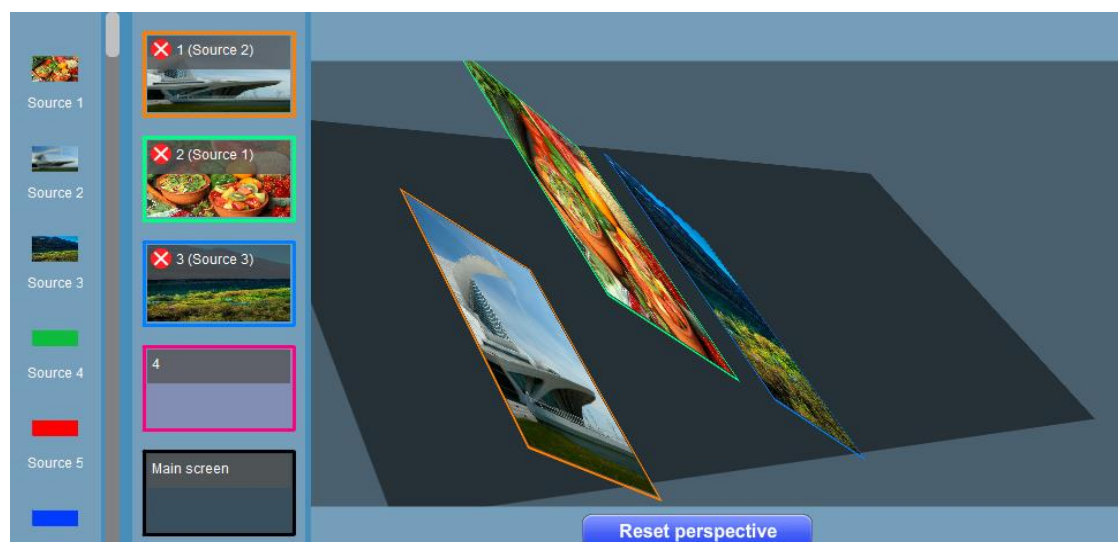 Source 1
Source 2
Source 3
Source 4
Source 5
1 (Source 2)
2 (Source 1)
3 (Source 3)
4
Main screen
Reset perspective